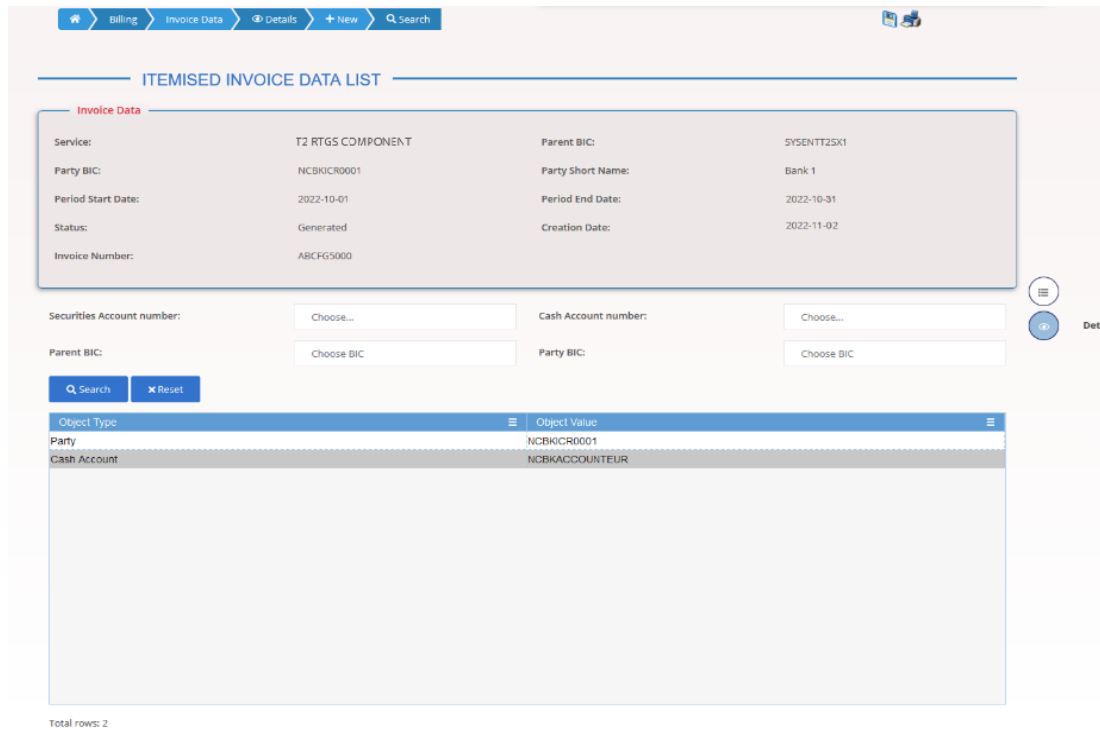 Billing Invoice Data Details New Search
ITEMISED INVOICE DATA LIST
Invoice Data
Service: T2 RTGS COMPONENT Parent BIC: SYSENTT2SX1
Party BIC: NCBKICR0001 Party Short Name: Bank 1
Period Start Date: 2022-10-01 Period End Date: 2022-10-31
Status: Generated Creation Date: 2022-11-02
Invoice Number: ABCFG5000
Securities Account number: Choose... Cash Account number: Choose...
Det
Parent BIC: Choose BIC Party BIC: Choose BIC
Search Reset
Object Type Object Value
Party NCBKICR0001
Cash Account NCBKACCOUNTEUR
Total rows: 2